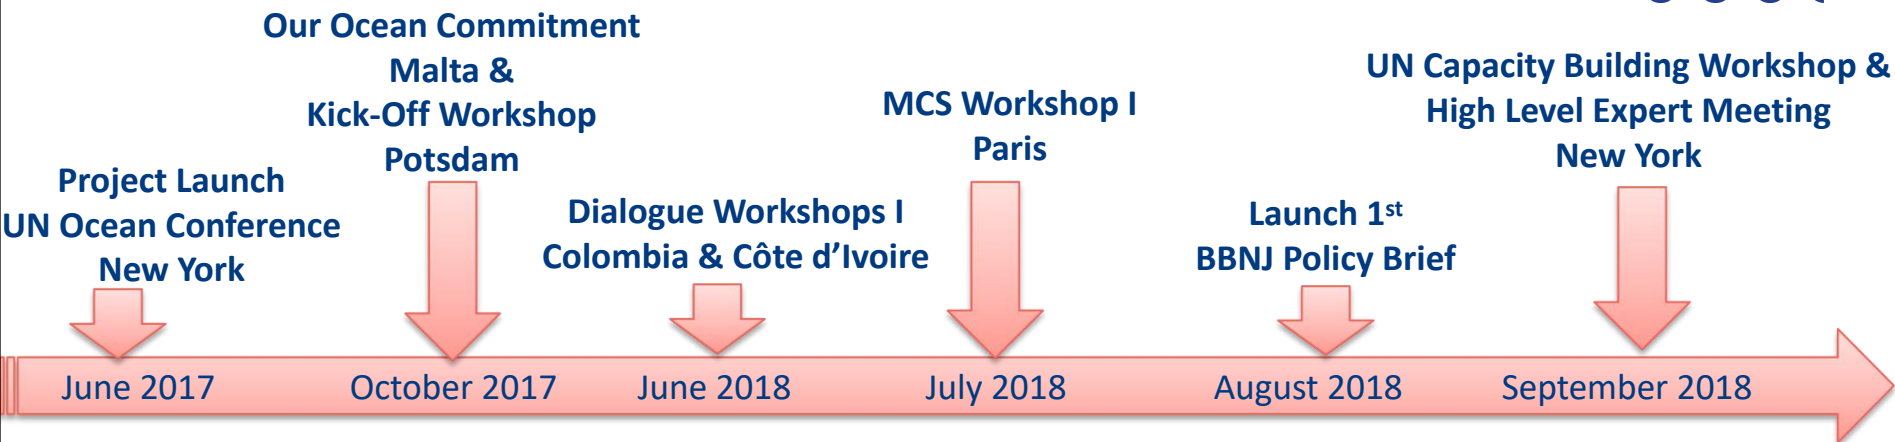 Our Ocean Commitment
Malta &
Kick-Off Workshop
Potsdam
Project Launch
UN Ocean Conference
New York
Dialogue Workshops I
Colombia & Côte d’Ivoire
MCS Workshop I
Paris
Launch 1st
BBNJ Policy Brief
UN Capacity Building Workshop &
High Level Expert Meeting
New York
June 2017
October 2017
June 2018
July 2018
August 2018
September 2018